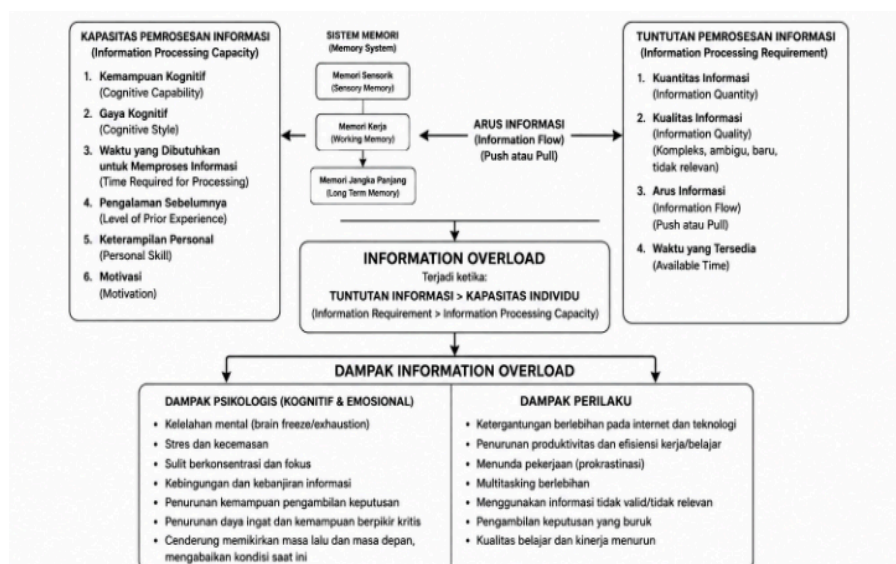 KAPASITAS PEMROSESAN INFORMASI
(Information Processing Capacity)
1. Kemampuan Kognitif
(Cognitive Capability)
2. Gaya Kognitif
(Cognitive Style)
3. Waktu yang Dibutuhkan
untuk Memproses Informasi
(Time Required for Processing)
4. Pengalaman Sebelumnya
(Level of Prior Experience)
5. Keterampilan Personal
(Personal Skill)
6. Motivasi
(Motivation)
SISTEM MEMORI
(Memory System)
Memori Sensorik
(Sensory Memory)
Memori Kerja
(Working Memory)
Memori Jangka Panjang
(Long Term Memory)
ARUS INFORMASI
(Information Flow)
(Push atau Pull)
TUNTUTAN PEMROSESAN INFORMASI
(Information Processing Requirement)
1. Kuantitas Informasi
(Information Quantity)
2. Kualitas Informasi
(Information Quality)
(Kompleks, ambigu, baru,
tidak relevan)
3. Arus Informasi
(Information Flow)
(Push atau Pull)
4. Waktu yang Tersedia
(Available Time)
INFORMATION OVERLOAD
Terjadi ketika:
TUNTUTAN INFORMASI > KAPASITAS INDIVIDU
(Information Requirement > Information Processing Capacity)
DAMPAK INFORMATION OVERLOAD
DAMPAK PSIKOLOGIS (KOGNITIF & EMOSIONAL)
• Kelelahan mental (brain freeze/exhaustion)
• Stres dan kecemasan
• Sulit berkonsentrasi dan fokus
• Kebingungan dan kebanjiran informasi
• Penurunan kemampuan pengambilan keputusan
• Penurunan daya ingat dan kemampuan berpikir kritis
• Cenderung memikirkan masa lalu dan masa depan,
mengabaikan kondisi saat ini
DAMPAK PERILAKU
• Ketergantungan berlebihan pada internet dan teknologi
• Penurunan produktivitas dan efisiensi kerja/belajar
• Menunda pekerjaan (prokrastinasi)
• Multitasking berlebihan
• Menggunakan informasi tidak valid/tidak relevan
• Pengambilan keputusan yang buruk
• Kualitas belajar dan kinerja menurun